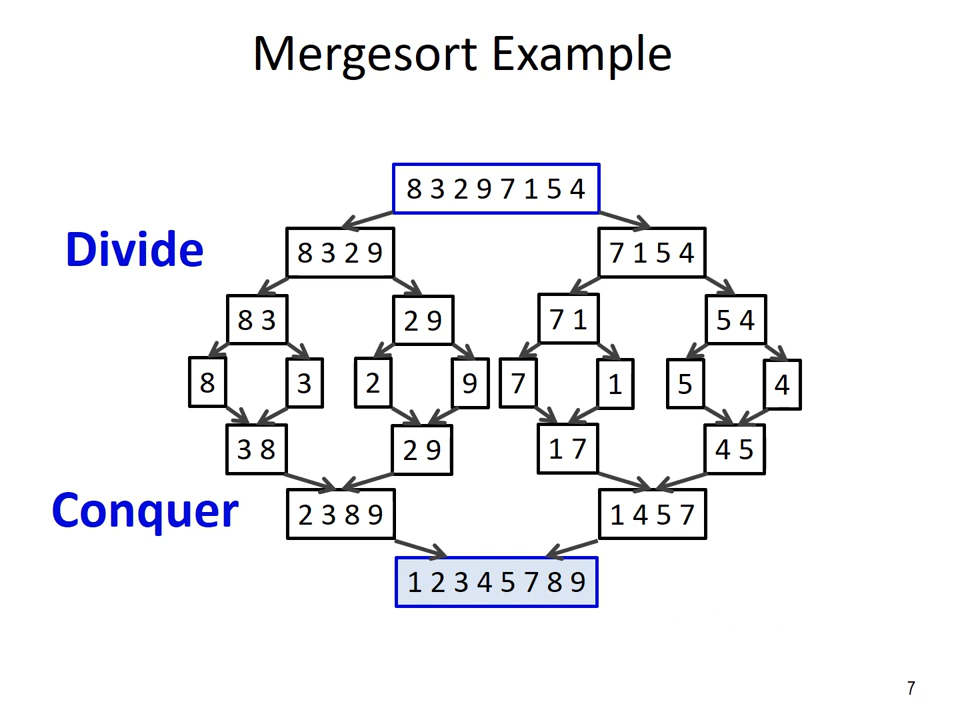 Mergesort Example
8 3 2 9 7 1 5 4
Divide
8 3 2 9
7 1 5 4
8 3
2 9
7 1
5 4
8
3
2
9
7
1
5
4
3 8
2 9
1 7
4 5
Conquer
2 3 8 9
1 4 5 7
1 2 3 4 5 7 8 9
7